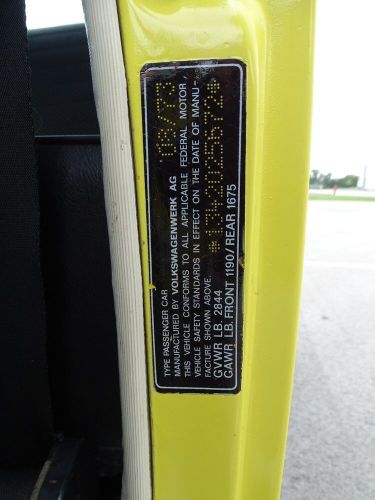 08/73
TYPE PASSENGER CAR
MANUFACTURED BY VOLKSWAGENWERK AG
THIS VEHICLE CONFORMS TO ALL APPLICABLE FEDERAL MOTOR
VEHICLE SAFETY STANDARDS IN EFFECT ON THE DATE OF MANU-
FACTURE SHOWN ABOVE.
GVWR LB. 2844
GAWR LB. FRONT 1190/REAR 1675
*1342025672*